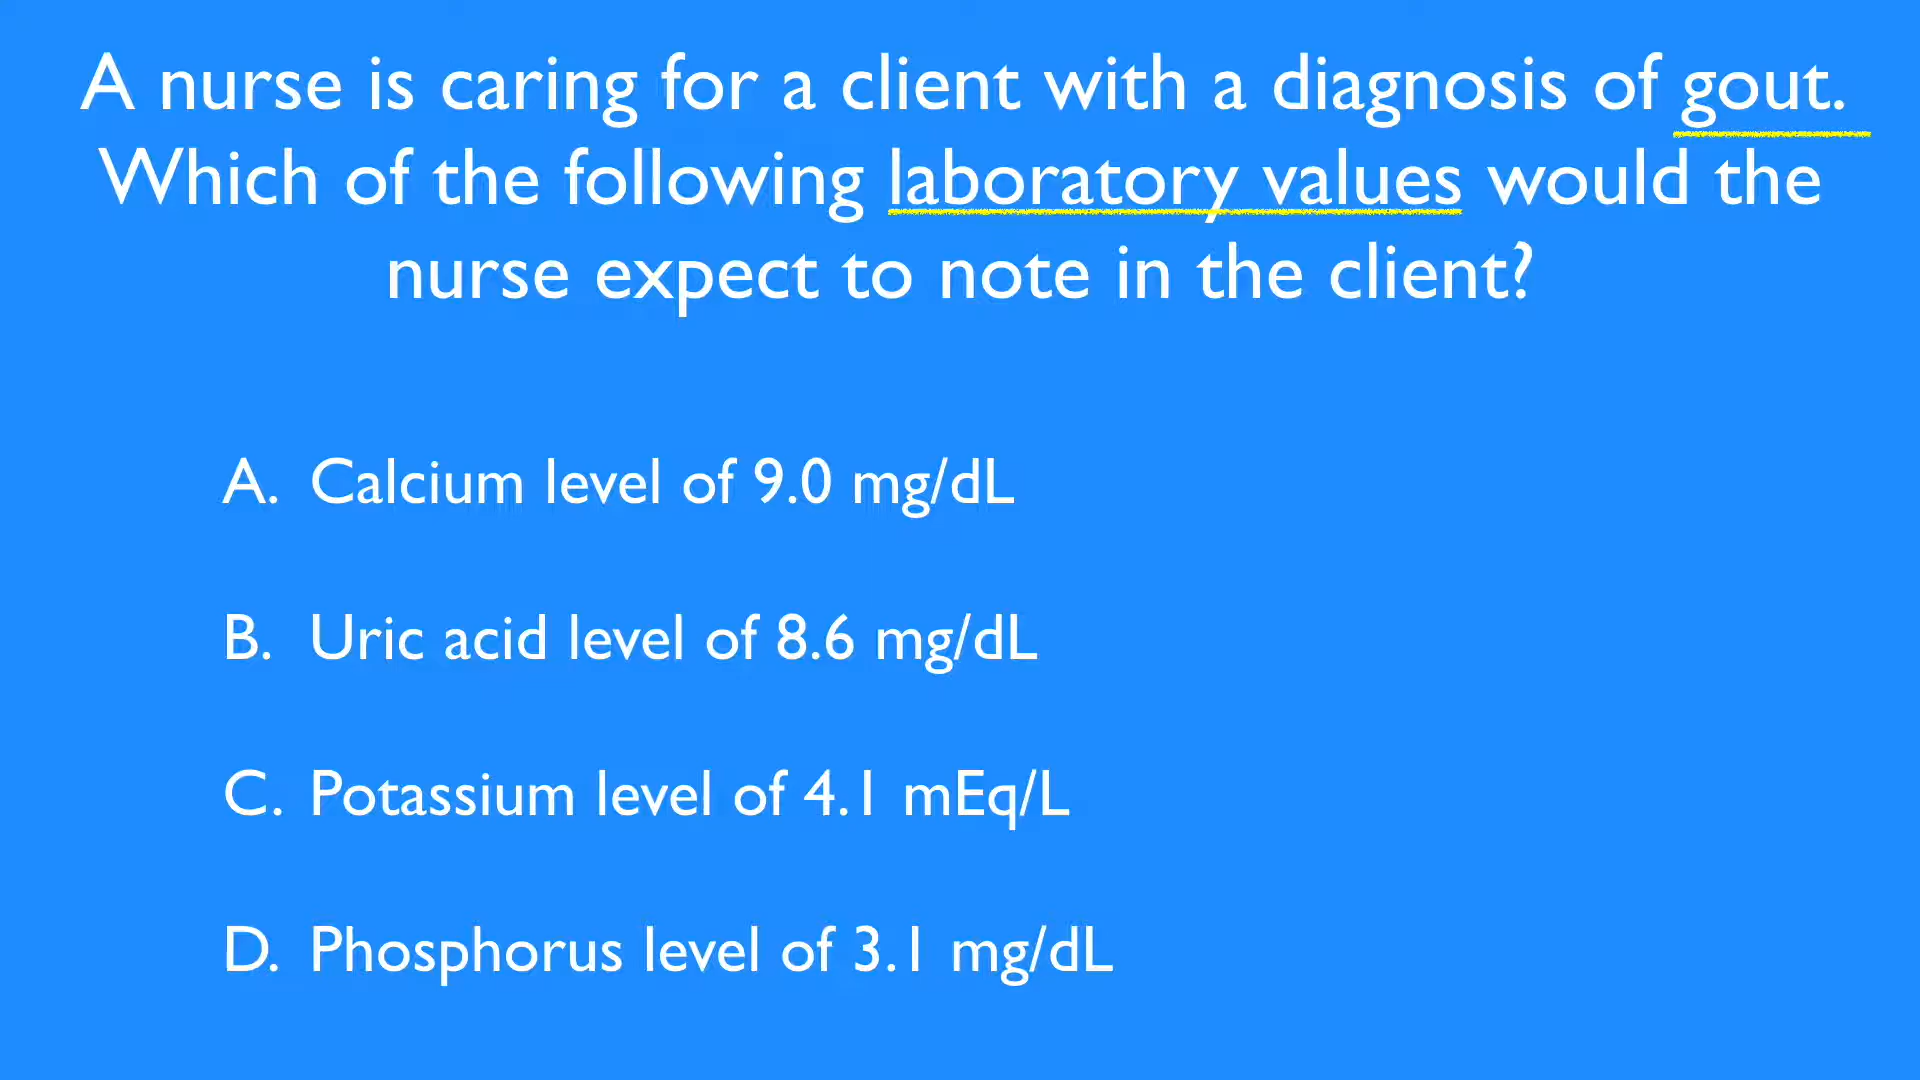 A nurse is caring for a client with a diagnosis of gout.
Which of the following laboratory values would the
nurse expect to note in the client?
A. Calcium level of 9.0 mg/dL
B. Uric acid level of 8.6 mg/dL
C. Potassium level of 4.1 mEq/L
D. Phosphorus level of 3.1 mg/dL